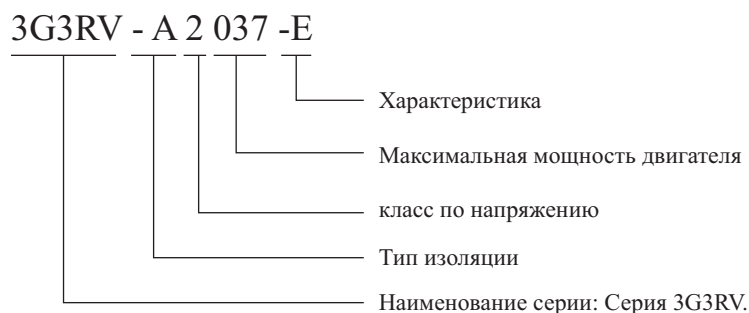 3G3RV - A 2 037 -E
Характеристика
Максимальная мощность двигателя
класс по напряжению
Тип изоляции
Наименование серии: Серия 3G3RV.